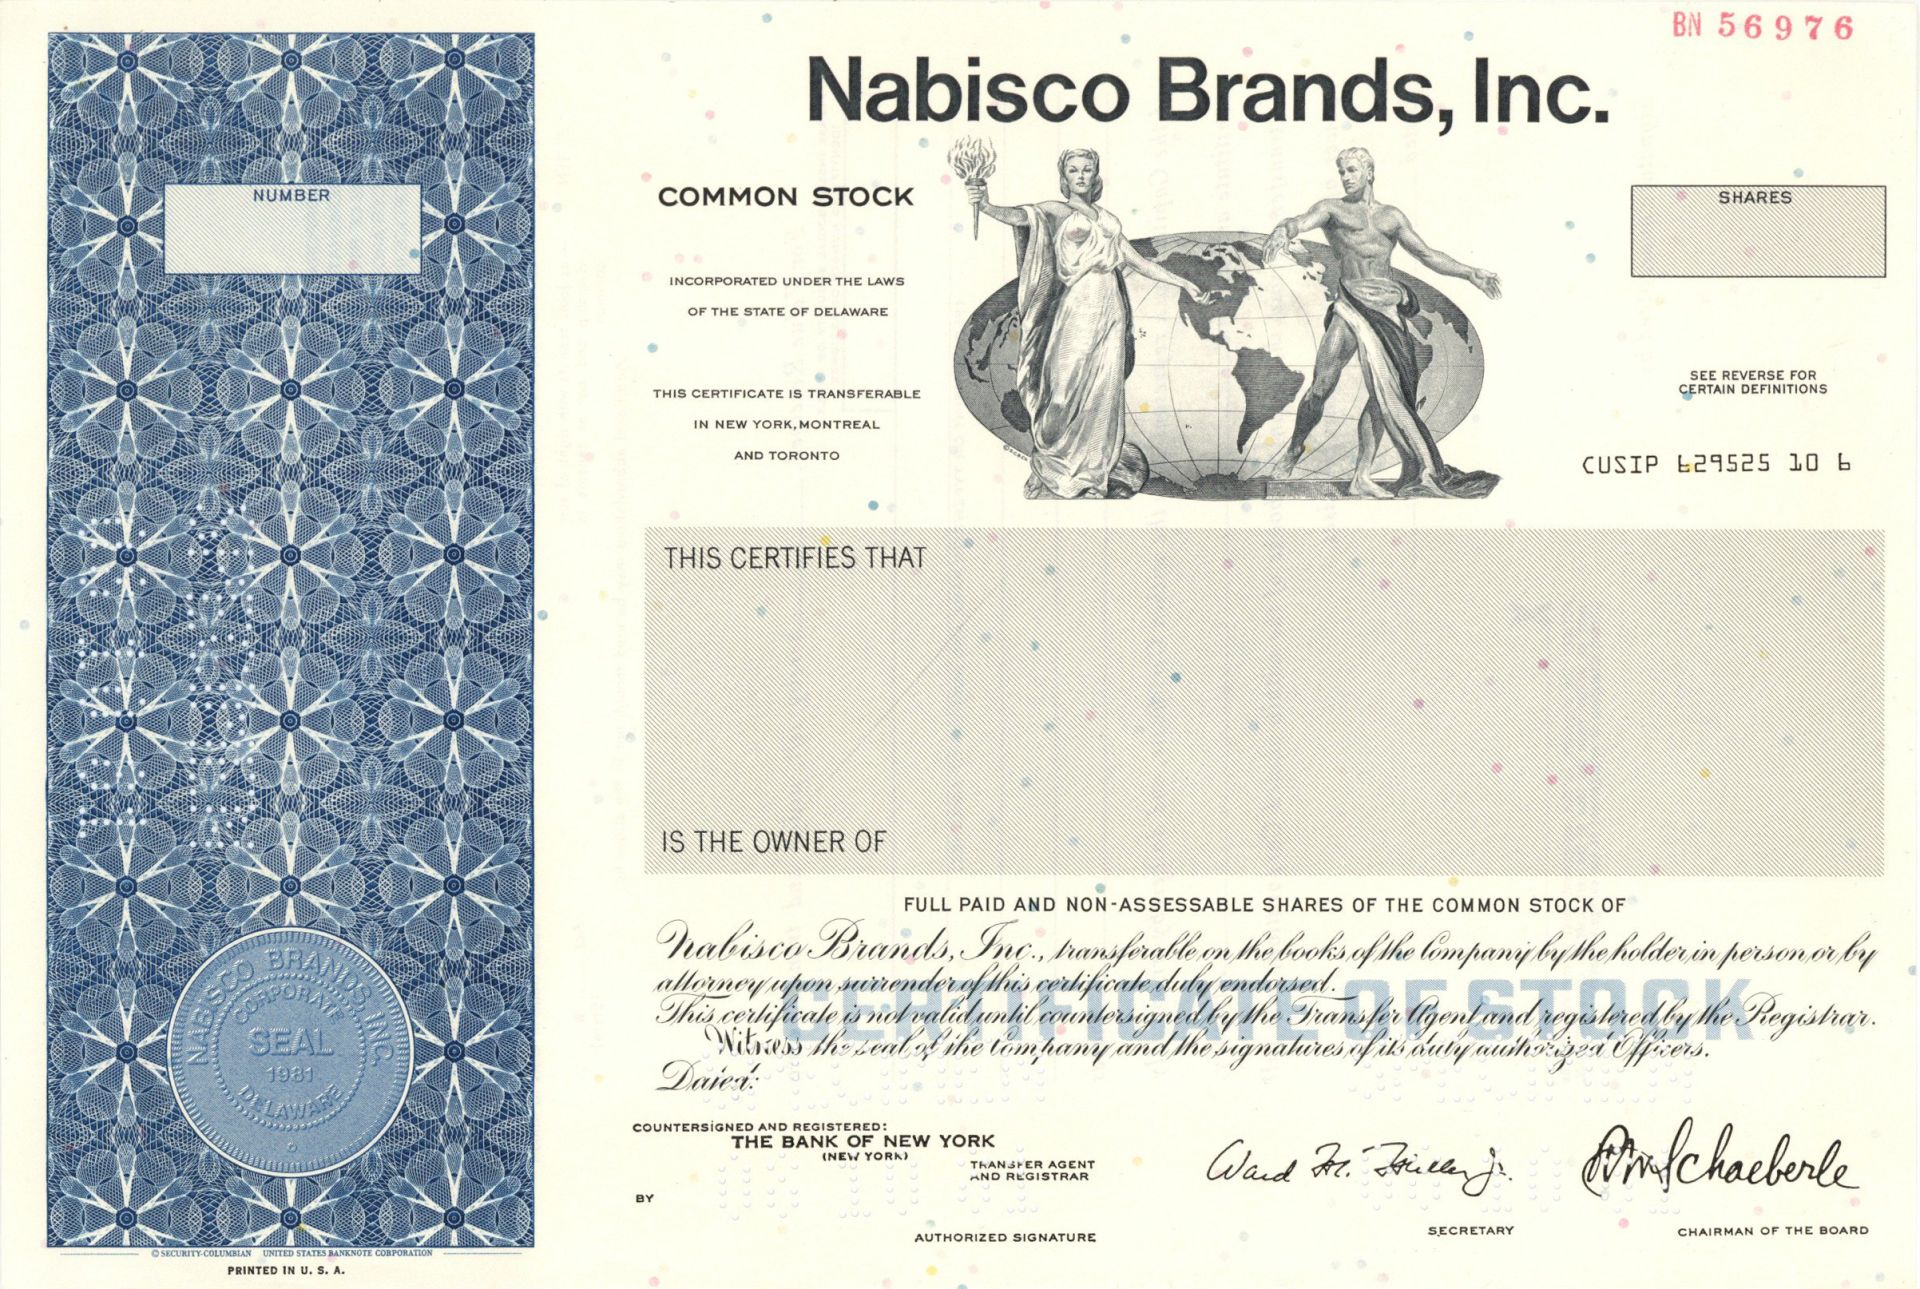 BN 56976
Nabisco Brands, Inc.
NUMBER
COMMON STOCK
SHARES
INCORPORATED UNDER THE LAWS
OF THE STATE OF DELAWARE
THIS CERTIFICATE IS TRANSFERABLE
IN NEW YORK, MONTREAL
AND TORONTO
SEE REVERSE FOR
CERTAIN DEFINITIONS
CUSIP 629525 10 6
THIS CERTIFIES THAT
IS THE OWNER OF
FULL PAID AND NON-ASSESSABLE SHARES OF THE COMMON STOCK OF
Nabisco Brands, Inc., transferable on the books of the Company by the holder in person or by
attorney upon surrender of this certificate duly endorsed.
CERTIFICATE OF STOCK
This certificate is not valid until countersigned by the Transfer Agent and registered by the Registrar.
Witness the seal of the Company and the signatures of its duly authorized Officers.
Dated:
NABISCO BRANDS, INC.
CORPORATE
SEAL
1981
DELAWARE
COUNTERSIGNED AND REGISTERED:
THE BANK OF NEW YORK
(NEW YORK)
TRANSFER AGENT
AND REGISTRAR
BY
AUTHORIZED SIGNATURE
Schaeberle
SECRETARY
CHAIRMAN OF THE BOARD
© SECURITY-COLUMBIAN UNITED STATES BANKNOTE CORPORATION
PRINTED IN U. S. A.